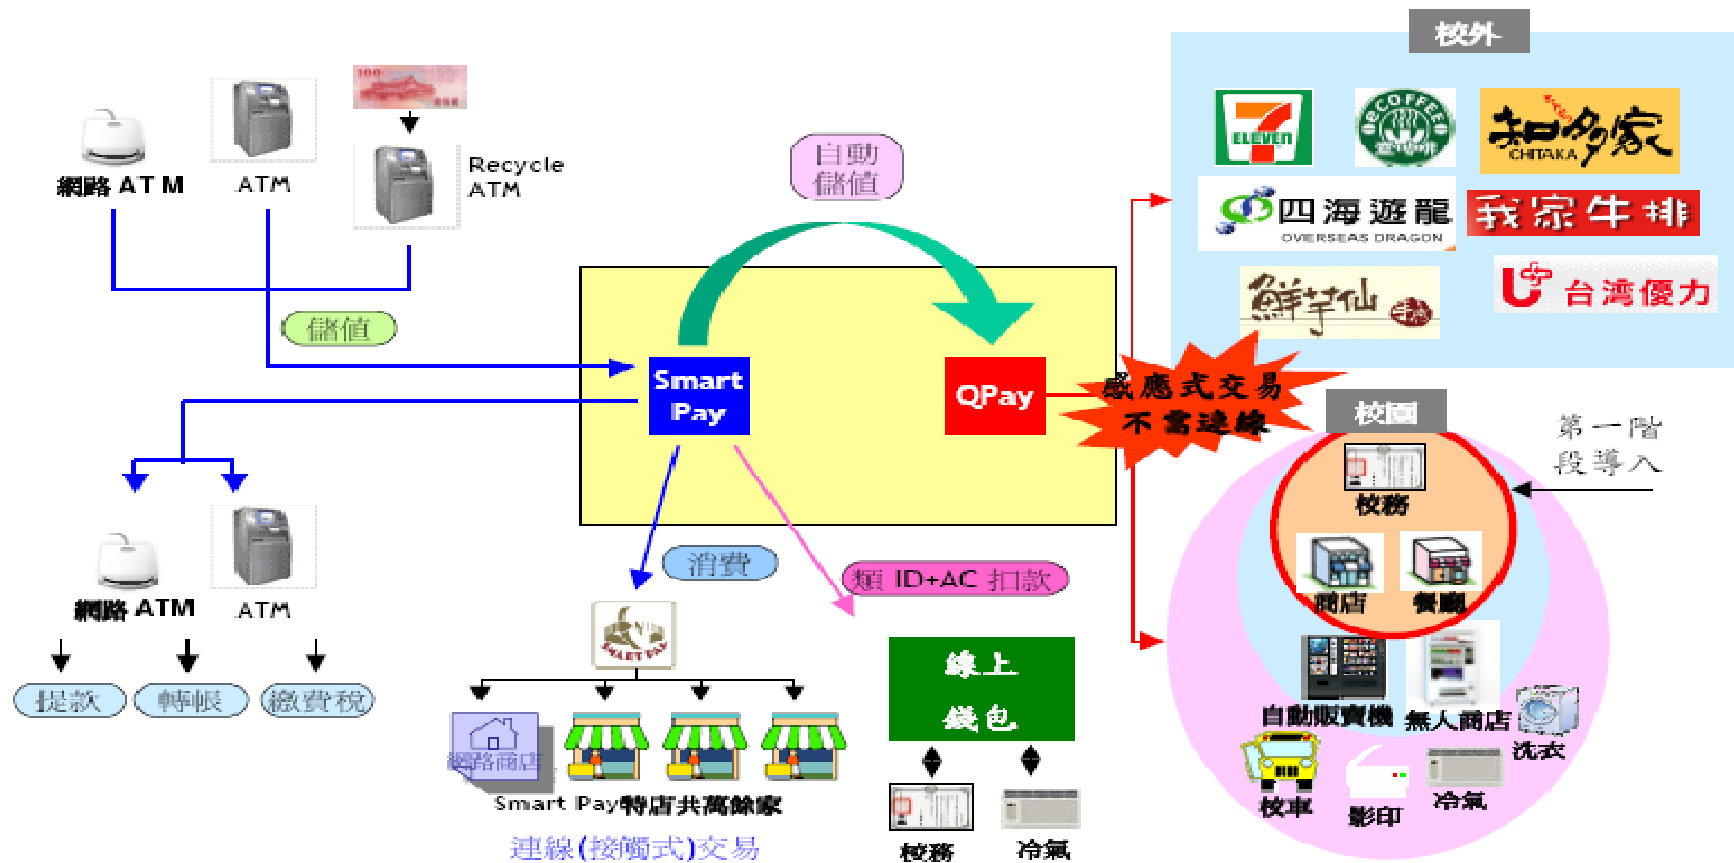 校外
7
ELEVEN
eCOFFEE
知多家
CHITAKA
四海遊龍
OVERSEAS DRAGON
我家牛排
鮮芋仙
台湾優力
100
網路 ATM
ATM
Recycle
ATM
自動
儲值
儲值
Smart
Pay
QPay
感應式交易
不需連線
校園
第一階
段導入
校務
商店
餐廳
自動販賣機
無人商店
洗衣
校車
影印
冷氣
網路 ATM
ATM
提款
轉帳
繳費稅
消費
類 ID+AC 扣款
SMART PAY
網路商店
Smart Pay特店共萬餘家
連線(接觸式)交易
線上
錢包
校務
冷氣